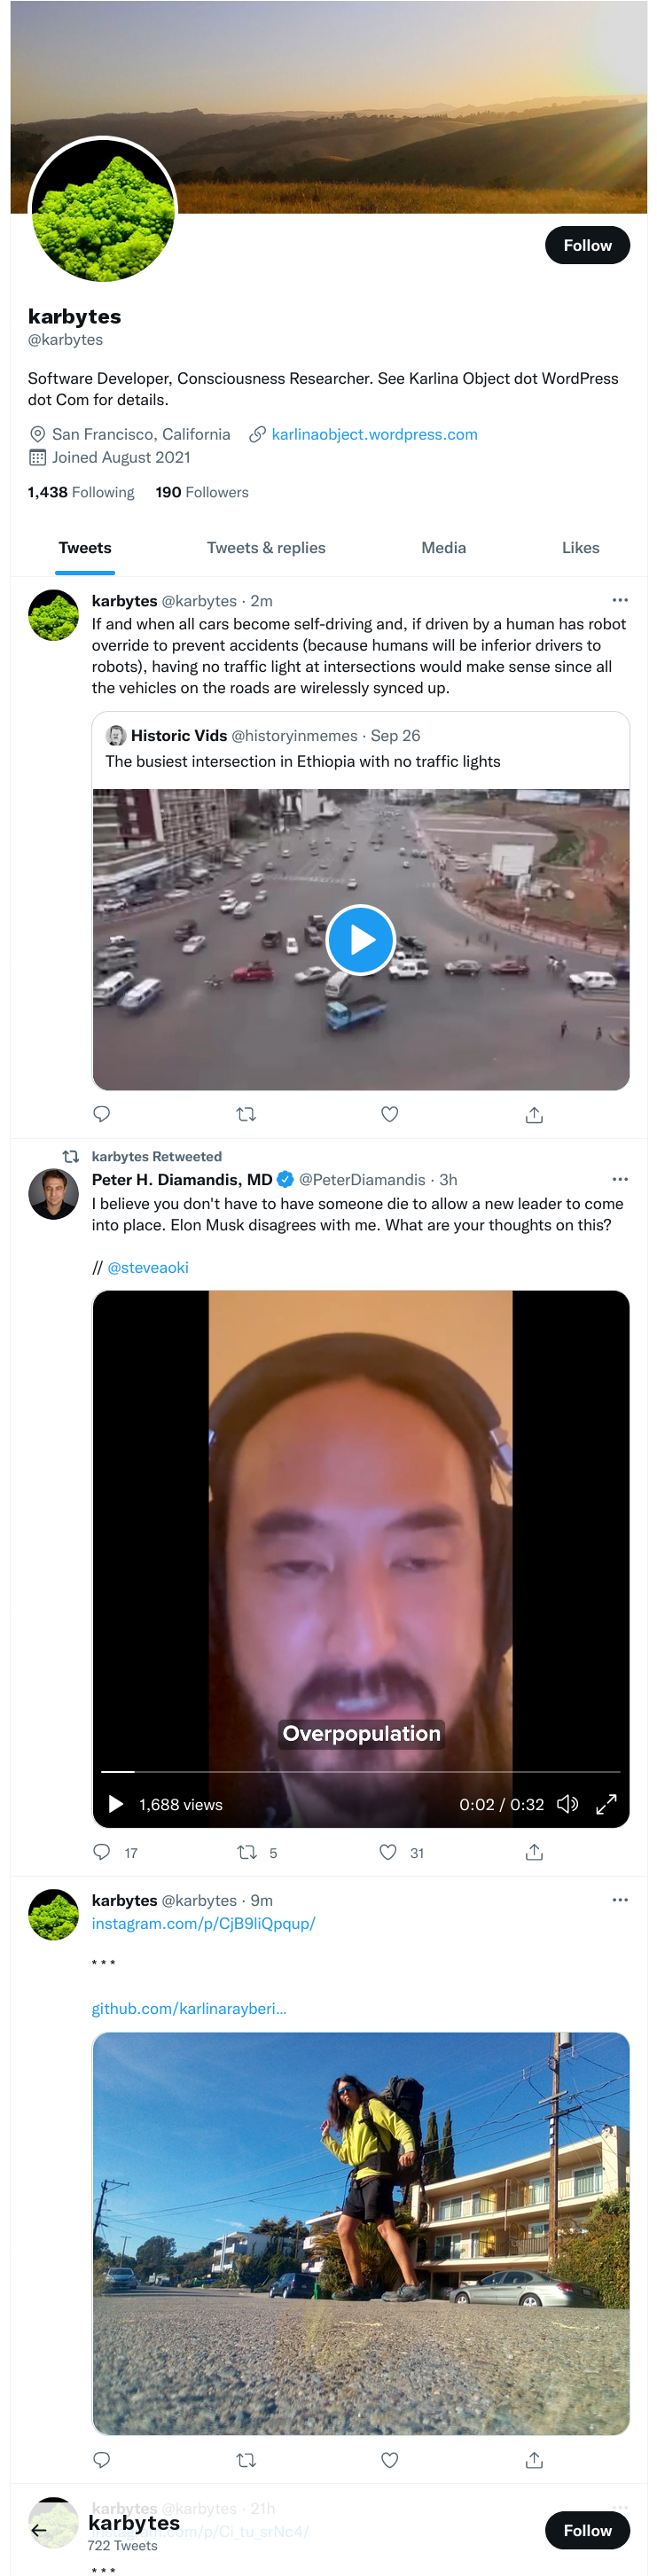 Follow
karbytes
@karbytes
Software Developer, Consciousness Researcher. See Karlina Object dot WordPress
dot Com for details.
San Francisco, California karlinaobject.wordpress.com
Joined August 2021
1,438 Following 190 Followers
Tweets Tweets & replies Media Likes
karbytes @karbytes · 2m
If and when all cars become self-driving and, if driven by a human has robot
override to prevent accidents (because humans will be inferior drivers to
robots), having no traffic light at intersections would make sense since all
the vehicles on the roads are wirelessly synced up.
Historic Vids @historyinmemes · Sep 26
The busiest intersection in Ethiopia with no traffic lights
karbytes Retweeted
Peter H. Diamandis, MD @PeterDiamandis · 3h
I believe you don't have to have someone die to allow a new leader to come
into place. Elon Musk disagrees with me. What are your thoughts on this?
// @steveaoki
Overpopulation
1,688 views 0:02 / 0:32
17 5 31
karbytes @karbytes · 9m
instagram.com/p/CjB9liQpqup/
* * *
github.com/karlinarayberi...
karbytes @karbytes · 21h
karbytes
instagram.com/p/Ci_tu_srNc4/
Follow
722 Tweets
* * *